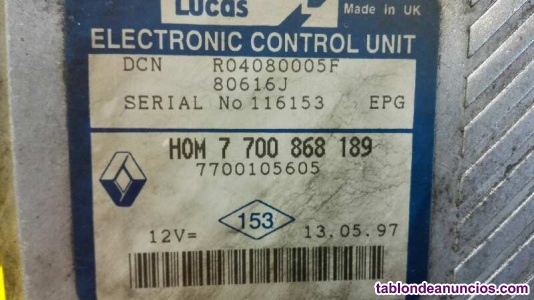 Lucas
Made in UK
ELECTRONIC CONTROL UNIT
DCN R04080005F
80616J
SERIAL No 116153 EPG
HOM 7 700 868 189
7700105605
12V= 153 13.05.97
tablondeanuncios.com